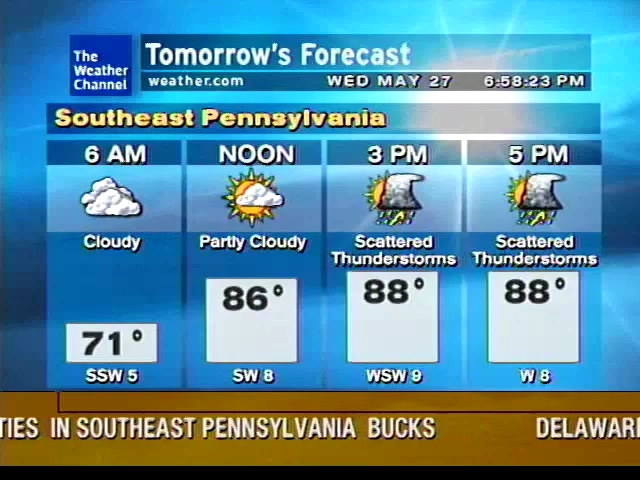 The
Weather
Channel
Tomorrow's Forecast
weather.com WED MAY 27 6:58:23 PM
Southeast Pennsylvania
6 AM NOON 3 PM 5 PM
Cloudy Partly Cloudy Scattered Thunderstorms Scattered Thunderstorms
71° 86° 88° 88°
SSW 5 SW 8 WSW 9 W 8
TIES IN SOUTHEAST PENNSYLVANIA BUCKS DELAWAR